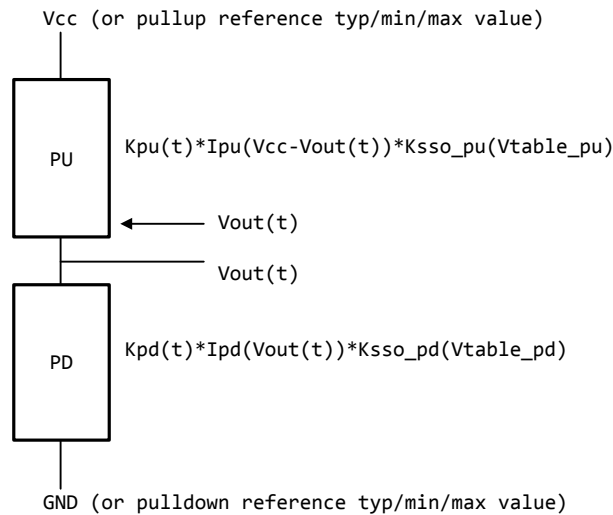 Vcc (or pullup reference typ/min/max value)
PU
Kpu(t)*Ipu(Vcc-Vout(t))*Ksso_pu(Vtable_pu)
Vout(t)
Vout(t)
PD
Kpd(t)*Ipd(Vout(t))*Ksso_pd(Vtable_pd)
GND (or pulldown reference typ/min/max value)